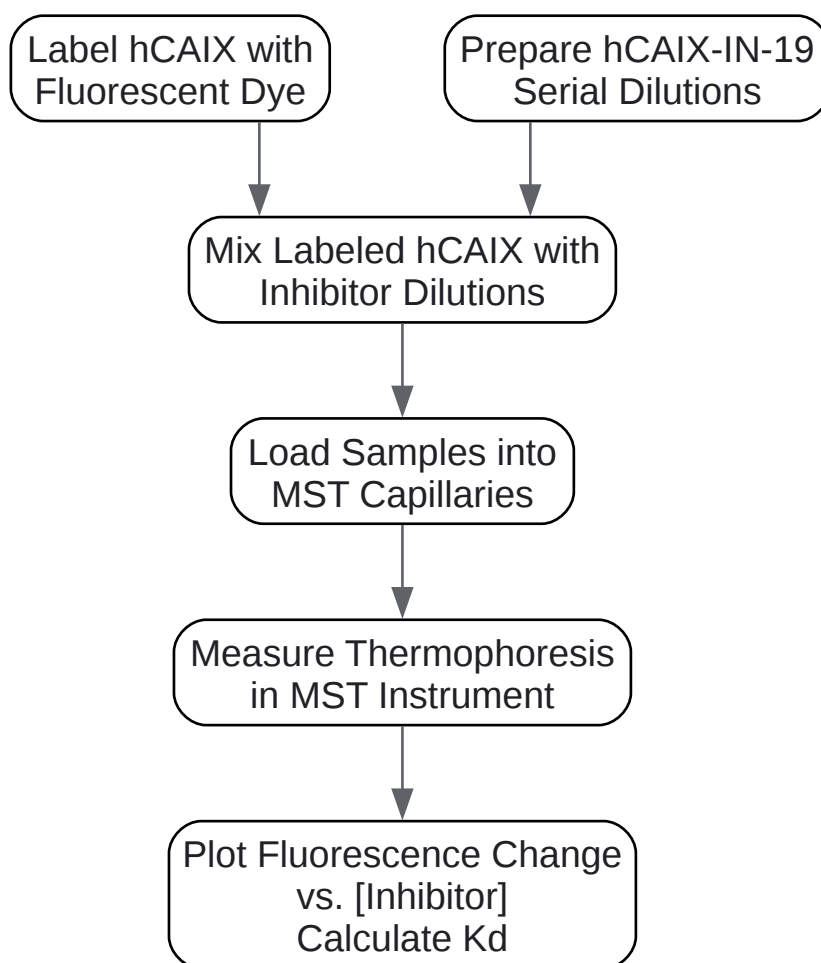 Label hCAIX with
Fluorescent Dye
Prepare hCAIX-IN-19
Serial Dilutions
Mix Labeled hCAIX with
Inhibitor Dilutions
Load Samples into
MST Capillaries
Measure Thermophoresis
in MST Instrument
Plot Fluorescence Change
vs. [Inhibitor]
Calculate Kd